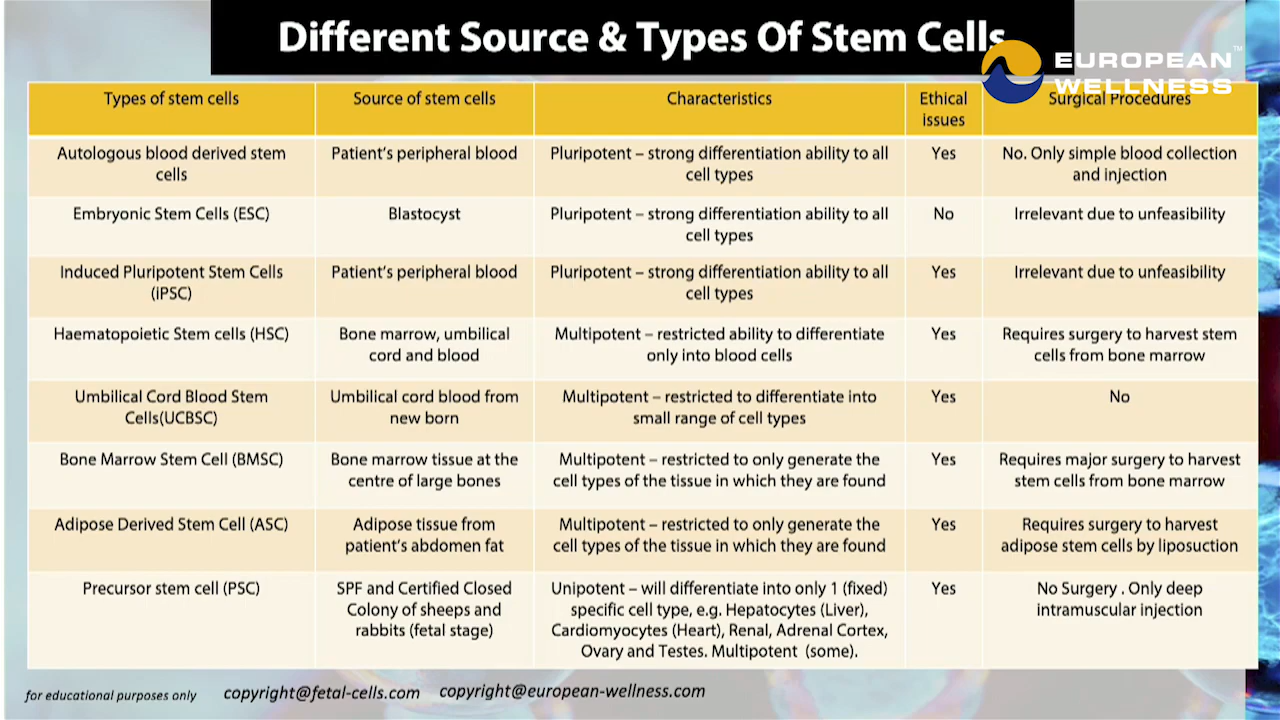 Different Source & Types Of Stem Cells
EUROPEAN
WELLNESS
TM
Types of stem cells
Source of stem cells
Characteristics
Ethical
issues
Surgical Procedures
Autologous blood derived stem
cells
Patient's peripheral blood
Pluripotent – strong differentiation ability to all
cell types
Yes
No. Only simple blood collection
and injection
Embryonic Stem Cells (ESC)
Blastocyst
Pluripotent – strong differentiation ability to all
cell types
No
Irrelevant due to unfeasibility
Induced Pluripotent Stem Cells
(iPSC)
Patient's peripheral blood
Pluripotent – strong differentiation ability to all
cell types
Yes
Irrelevant due to unfeasibility
Haematopoietic Stem cells (HSC)
Bone marrow, umbilical
cord and blood
Multipotent – restricted ability to differentiate
only into blood cells
Yes
Requires surgery to harvest stem
cells from bone marrow
Umbilical Cord Blood Stem
Cells(UCBSC)
Umbilical cord blood from
new born
Multipotent – restricted to differentiate into
small range of cell types
Yes
No
Bone Marrow Stem Cell (BMSC)
Bone marrow tissue at the
centre of large bones
Multipotent – restricted to only generate the
cell types of the tissue in which they are found
Yes
Requires major surgery to harvest
stem cells from bone marrow
Adipose Derived Stem Cell (ASC)
Adipose tissue from
patient's abdomen fat
Multipotent – restricted to only generate the
cell types of the tissue in which they are found
Yes
Requires surgery to harvest
adipose stem cells by liposuction
Precursor stem cell (PSC)
SPF and Certified Closed
Colony of sheeps and
rabbits (fetal stage)
Unipotent – will differentiate into only 1 (fixed)
specific cell type, e.g. Hepatocytes (Liver),
Cardiomyocytes (Heart), Renal, Adrenal Cortex,
Ovary and Testes. Multipotent (some).
Yes
No Surgery . Only deep
intramuscular injection
for educational purposes only
copyright@fetal-cells.com
copyright@european-wellness.com